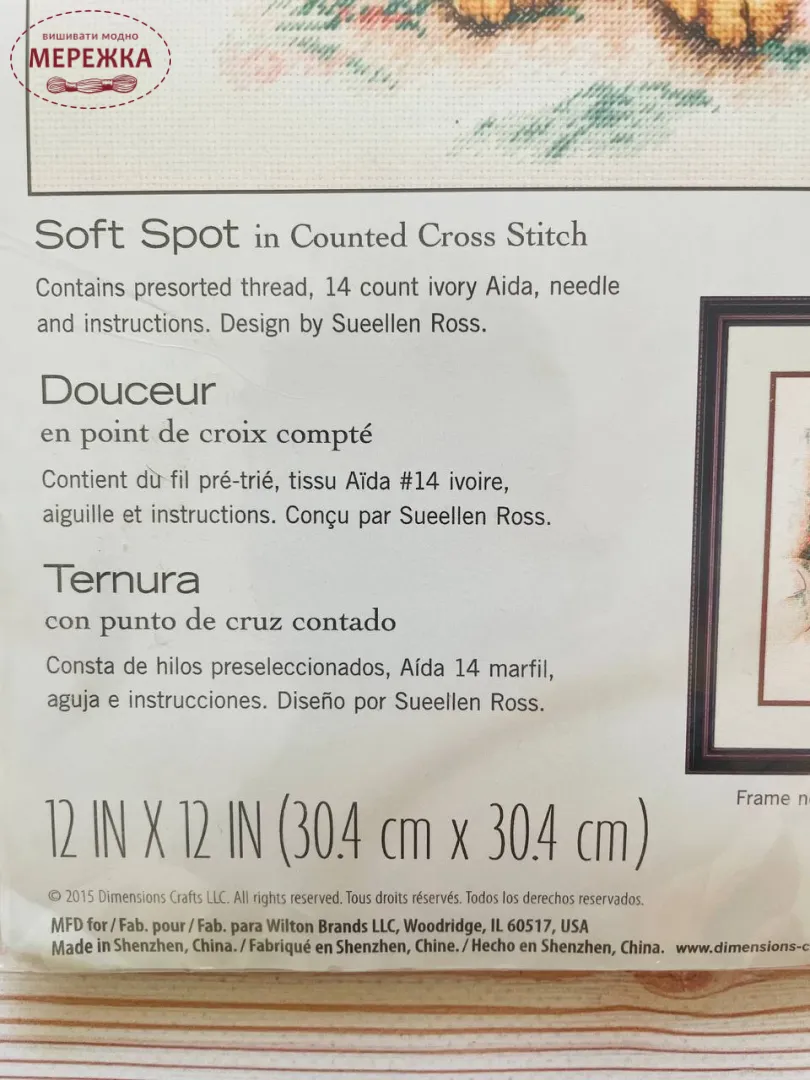 вишивати модно
МЕРЕЖКА
Soft Spot in Counted Cross Stitch
Contains presorted thread, 14 count ivory Aida, needle
and instructions. Design by Sueellen Ross.
Douceur
en point de croix compté
Contient du fil pré-trié, tissu Aïda #14 ivoire,
aiguille et instructions. Conçu par Sueellen Ross.
Ternura
con punto de cruz contado
Consta de hilos preseleccionados, Aída 14 marfil,
aguja e instrucciones. Diseño por Sueellen Ross.
Frame
12 IN X 12 IN (30.4 cm x 30.4 cm)
© 2015 Dimensions Crafts LLC. All rights reserved. Tous droits réservés. Todos los derechos reservados.
MFD for / Fab. pour / Fab. para Wilton Brands LLC, Woodridge, IL 60517, USA
Made in Shenzhen, China. / Fabriqué en Shenzhen, Chine. / Hecho en Shenzhen, China. www.dimensions-c